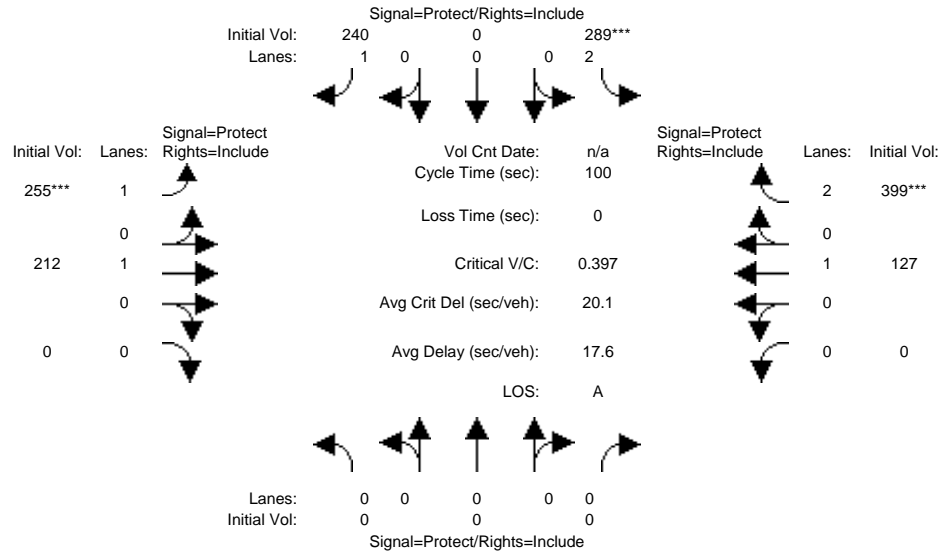 Signal=Protect/Rights=Include
Initial Vol: 240 0 289***
Lanes: 1 0 0 0 2
Signal=Protect
Initial Vol: Lanes: Rights=Include
Vol Cnt Date: n/a
Signal=Protect
Rights=Include Lanes: Initial Vol:
Cycle Time (sec): 100
255*** 1
2 399***
Loss Time (sec): 0
0
0
212 1
Critical V/C: 0.397
1 127
0
Avg Crit Del (sec/veh): 20.1
0
0 0
Avg Delay (sec/veh): 17.6
0 0
LOS: A
Lanes: 0 0 0 0 0
Initial Vol: 0 0 0
Signal=Protect/Rights=Include